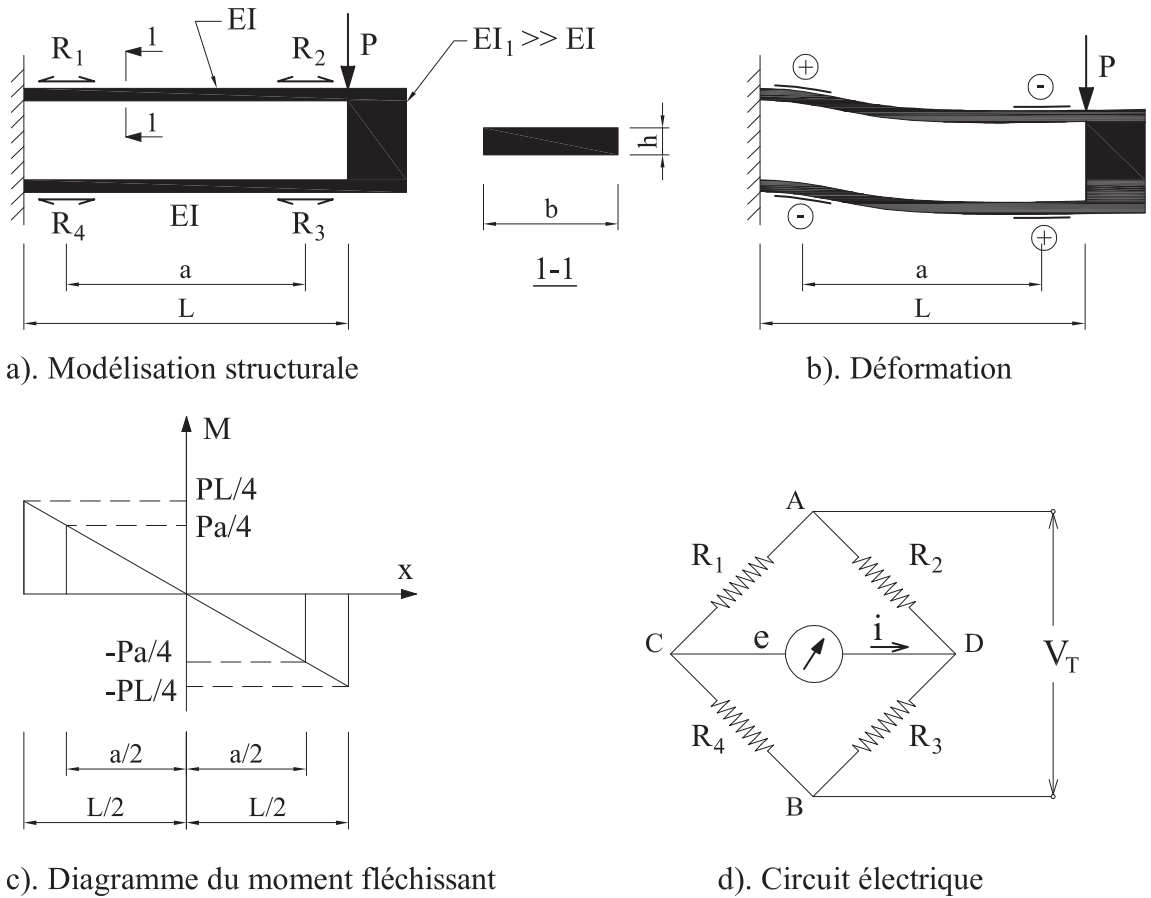 EI
1
R1
R2
P
EI1 >> EI
1
R4
EI
R3
a
L
h
b
1-1
a). Modélisation structurale
+
-
P
-
+
a
L
b). Déformation
M
PL/4
Pa/4
x
-Pa/4
-PL/4
a/2
a/2
L/2
L/2
c). Diagramme du moment fléchissant
A
R1
R2
C
e
i
D
VT
R4
R3
B
d). Circuit électrique